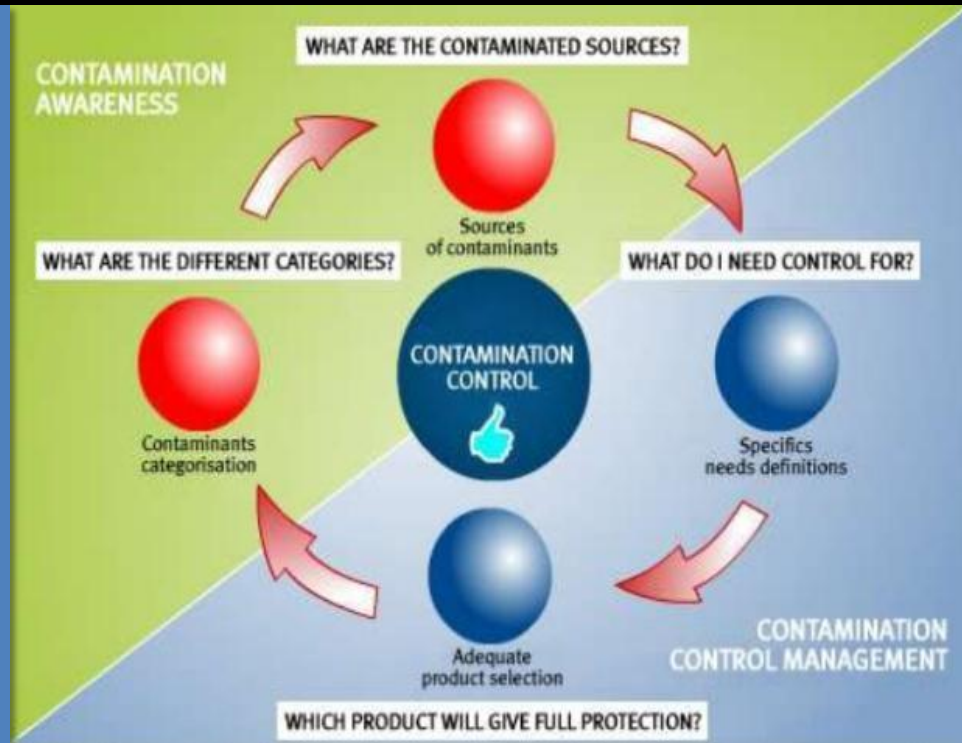 WHAT ARE THE CONTAMINATED SOURCES?
CONTAMINATION
AWARENESS
Sources
of contaminants
WHAT ARE THE DIFFERENT CATEGORIES?
WHAT DO I NEED CONTROL FOR?
CONTAMINATION
CONTROL
Contaminants
categorisation
Specifics
needs definitions
Adequate
product selection
CONTAMINATION
CONTROL MANAGEMENT
WHICH PRODUCT WILL GIVE FULL PROTECTION?